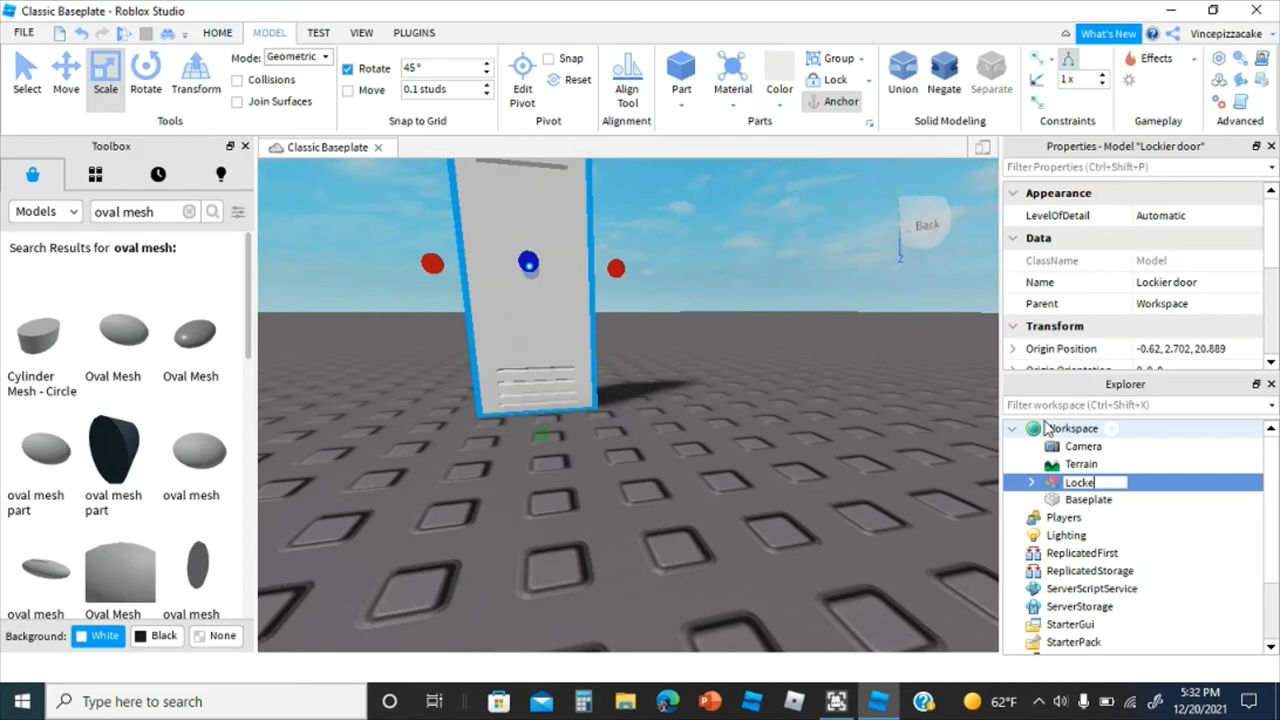 Classic Baseplate - Roblox Studio
FILE HOME MODEL TEST VIEW PLUGINS What's New Vincepizzacake
Select Move Scale Rotate Transform
Mode: Geometric
Collisions
Join Surfaces
Tools
Rotate 45°
Move 0.1 studs
Snap to Grid
Edit Pivot
Snap
Reset
Pivot
Align Tool
Alignment
Part Material Color
Group
Lock
Anchor
Parts
Union Negate Separate
Solid Modeling
1 x
Constraints
Effects
Gameplay
Advanced
Toolbox
Models oval mesh
Search Results for oval mesh:
Cylinder Mesh - Circle
Oval Mesh
Oval Mesh
oval mesh part
oval mesh part
oval mesh
oval mesh
Oval Mesh
oval mesh
Background: White Black None
Classic Baseplate
Back
Z
Properties - Model "Lockier door"
Filter Properties (Ctrl+Shift+P)
Appearance
LevelOfDetail Automatic
Data
ClassName Model
Name Lockier door
Parent Workspace
Transform
Origin Position -0.62, 2.702, 20.889
Explorer
Filter workspace (Ctrl+Shift+X)
Workspace
Camera
Terrain
Locke
Baseplate
Players
Lighting
ReplicatedFirst
ReplicatedStorage
ServerScriptService
ServerStorage
StarterGui
StarterPack
Type here to search
62°F
5:32 PM
12/20/2021